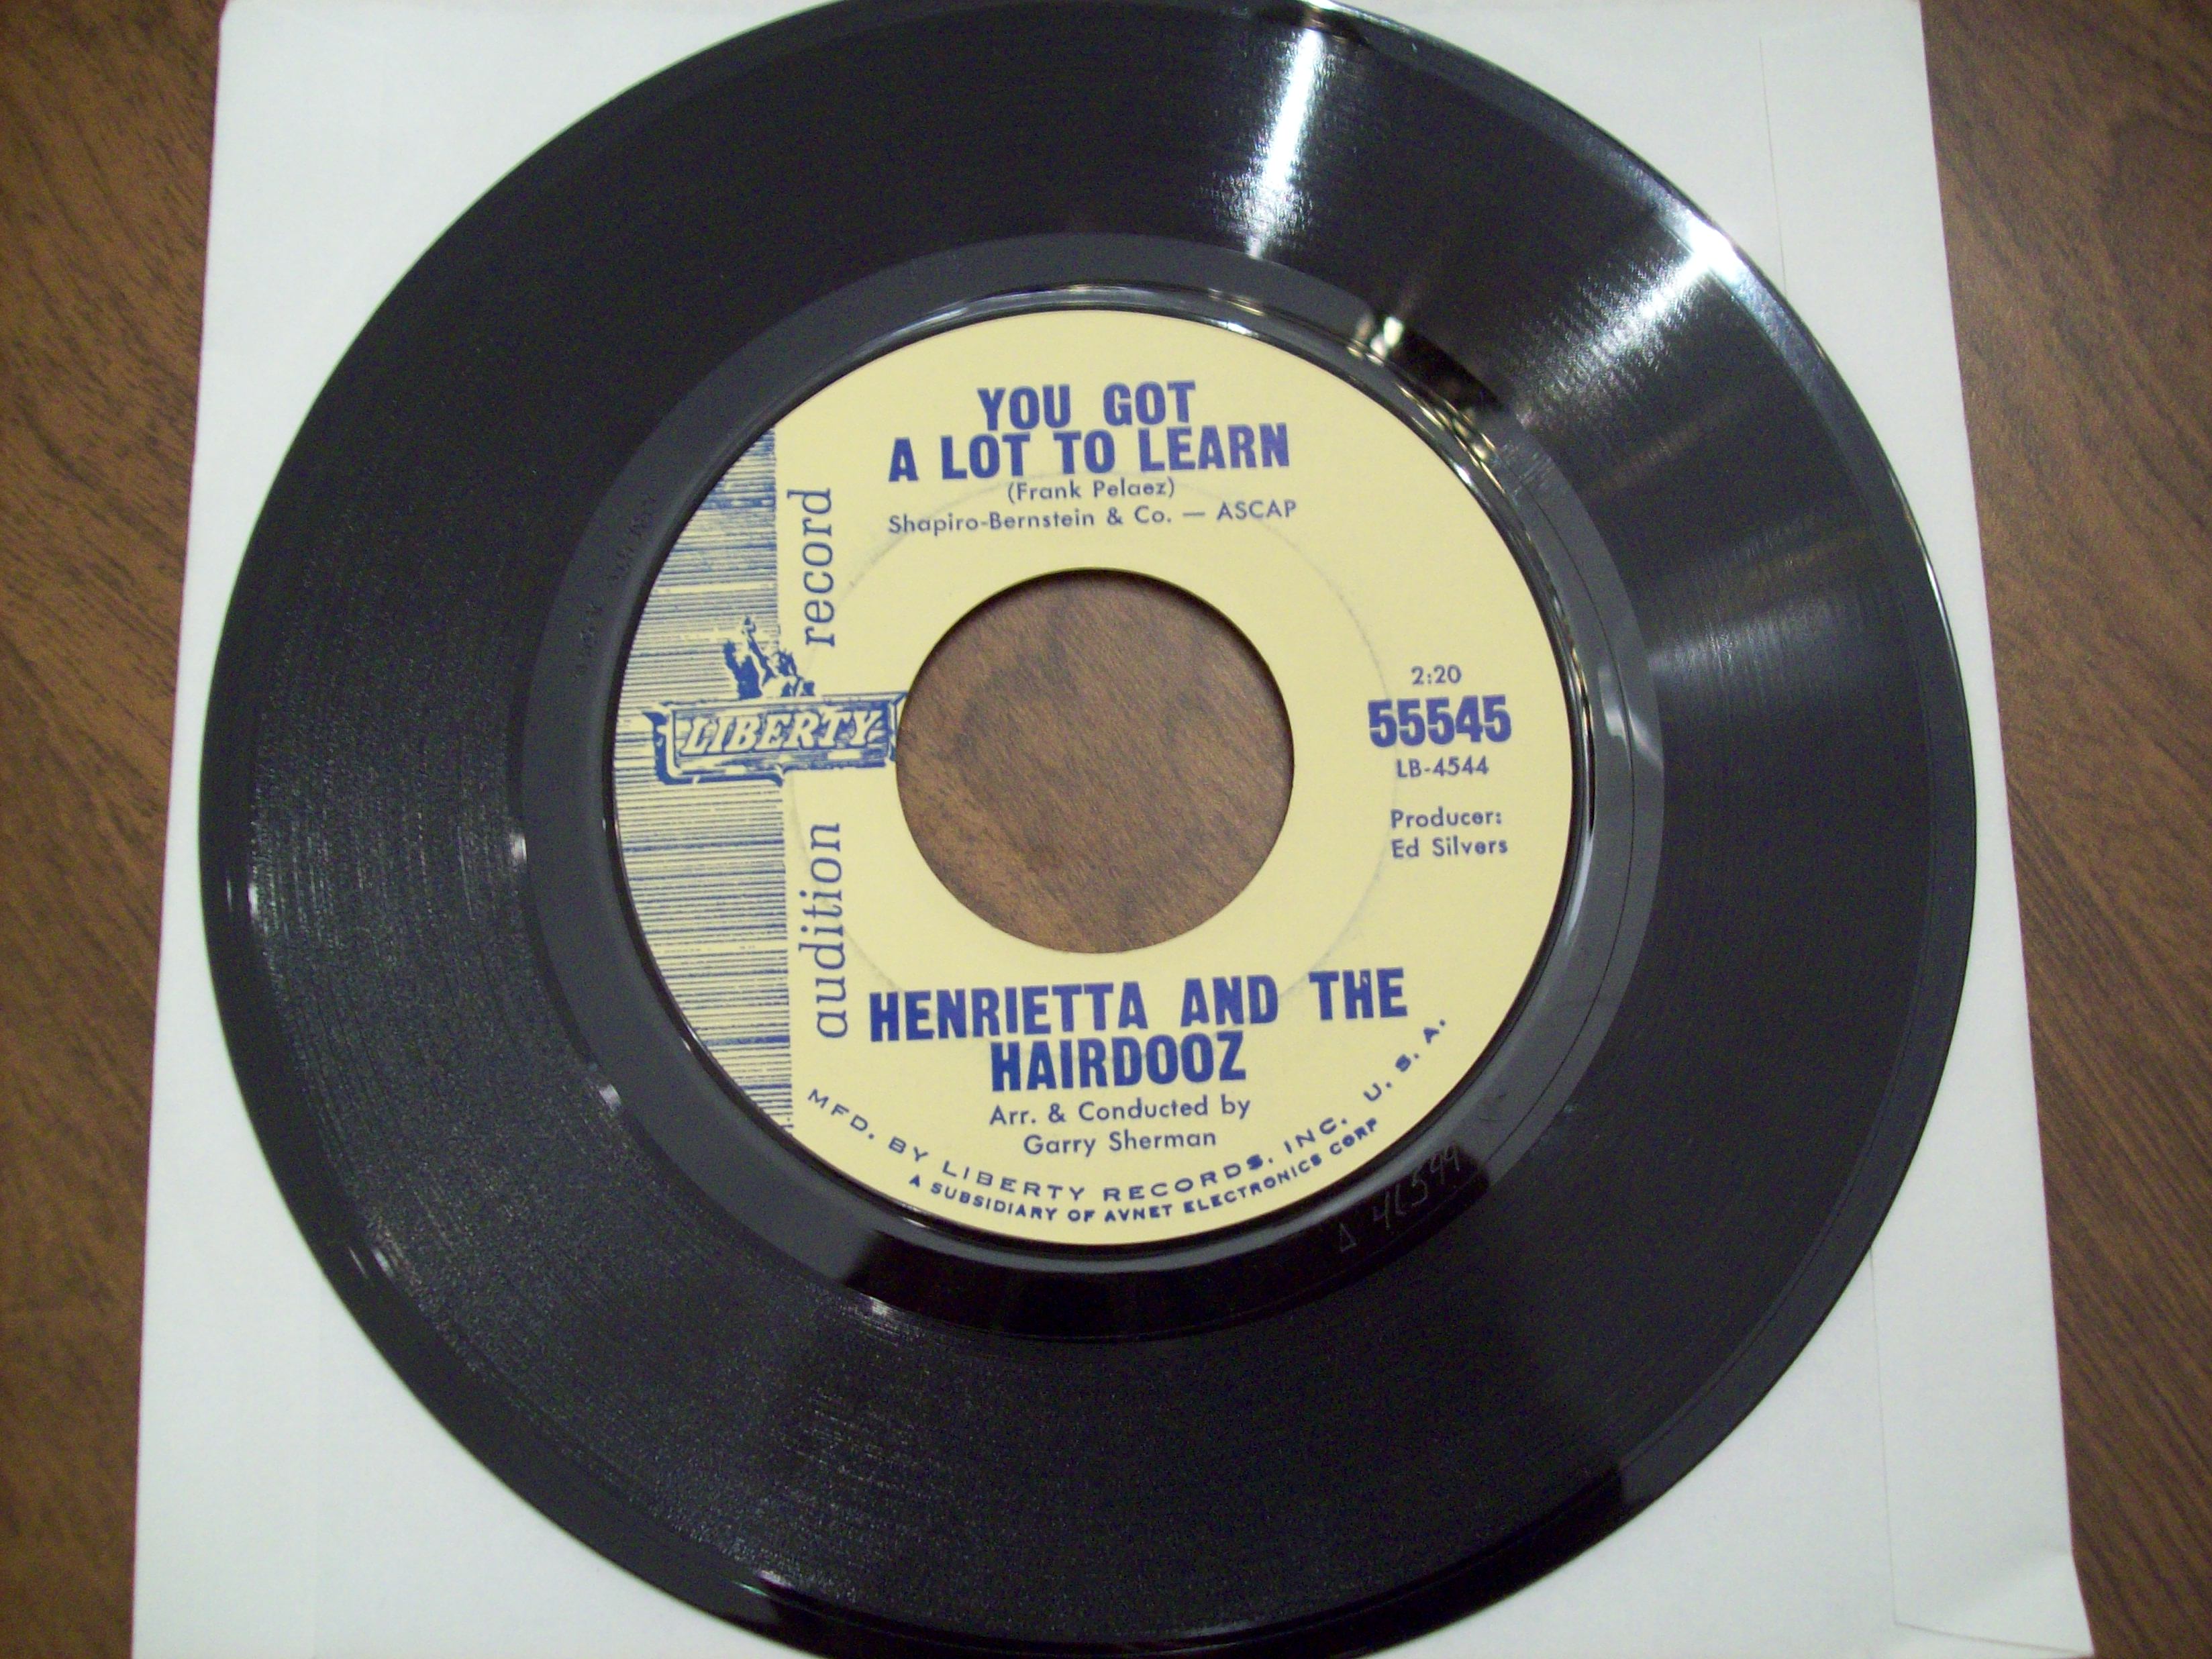 YOU GOT
A LOT TO LEARN
(Frank Pelaez)
Shapiro-Bernstein & Co. — ASCAP
audition record
LIBERTY
2:20
55545
LB-4544
Producer:
Ed Silvers
HENRIETTA AND THE
HAIRDOOZ
Arr. & Conducted by
Garry Sherman
MFD. BY LIBERTY RECORDS, INC. U. S. A.
A SUBSIDIARY OF AVNET ELECTRONICS CORP